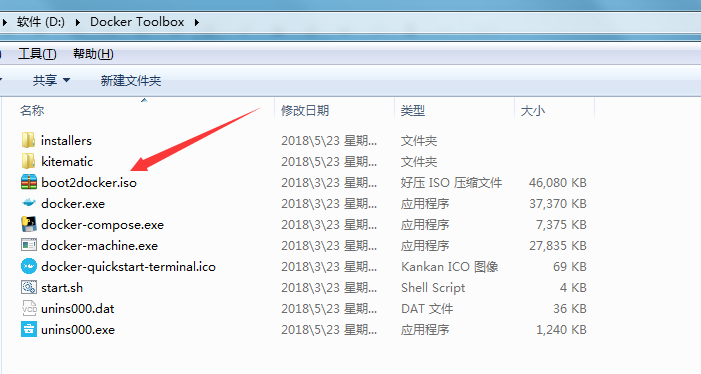 软件 (D:) Docker Toolbox
工具(T) 帮助(H)
共享 新建文件夹
名称 修改日期 类型 大小
installers 2018\5\23 星期... 文件夹
kitematic 2018\5\23 星期... 文件夹
boot2docker.iso 2018\3\23 星期... 好压 ISO 压缩文件 46,080 KB
docker.exe 2018\3\23 星期... 应用程序 37,370 KB
docker-compose.exe 2018\3\23 星期... 应用程序 7,375 KB
docker-machine.exe 2018\3\23 星期... 应用程序 27,835 KB
docker-quickstart-terminal.ico 2018\3\23 星期... Kankan ICO 图像 69 KB
start.sh 2018\3\23 星期... Shell Script 4 KB
unins000.dat 2018\5\23 星期... DAT 文件 36 KB
unins000.exe 2018\5\23 星期... 应用程序 1,240 KB